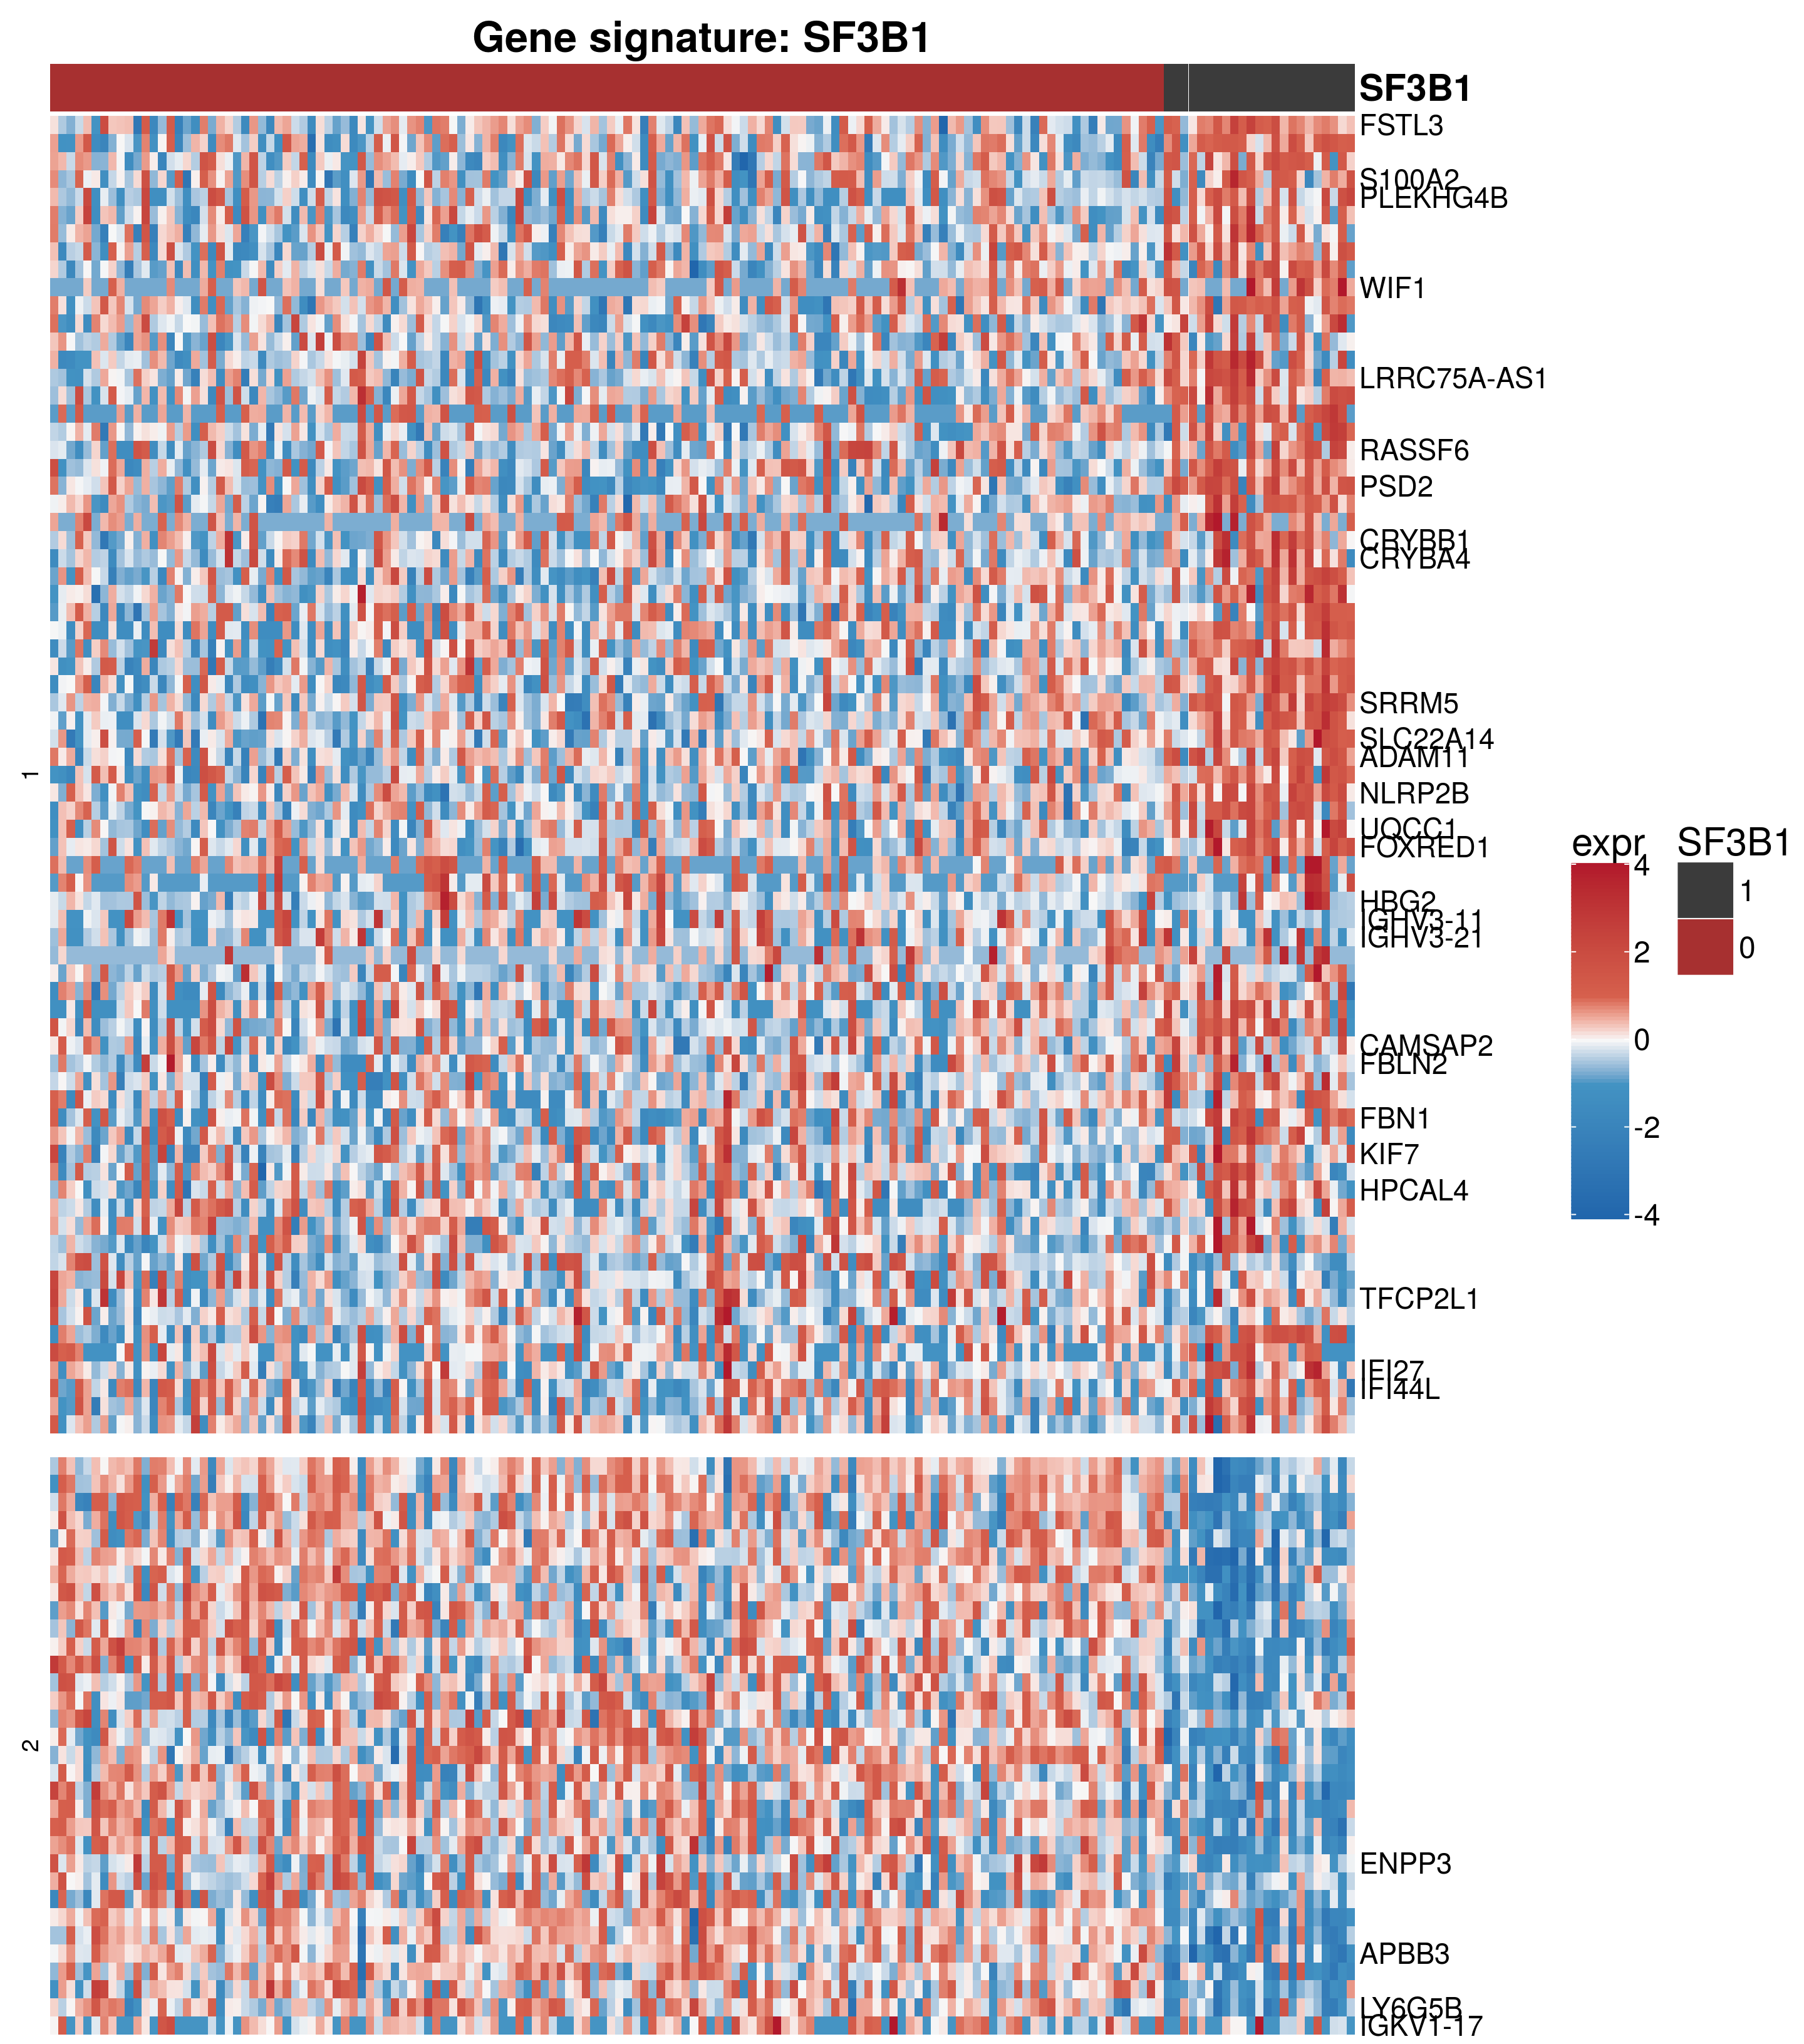 Gene signature: SF3B1
SF3B1
FSTL3
S100A2
PLEKHG4B
WIF1
LRRC75A-AS1
RASSF6
PSD2
CRYBB1
CRYBA4
SRRM5
SLC22A14
ADAM11
NLRP2B
UQCC1
FOXRED1
HBG2
IGHV3-11
IGHV3-21
CAMSAP2
FBLN2
FBN1
KIF7
HPCAL4
TFCP2L1
IFI27
IFI44L
ENPP3
APBB3
LY6G5B
IGKV1-17
1
2
expr
4
2
0
-2
-4
SF3B1
1
0